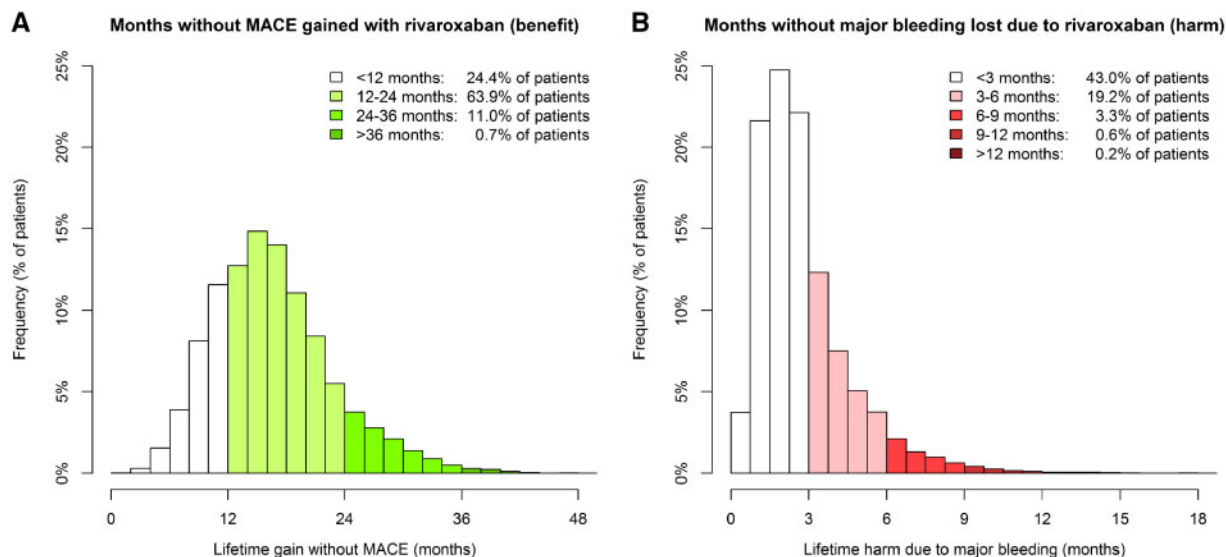 A Months without MACE gained with rivaroxaban (benefit)
<12 months: 24.4% of patients
12-24 months: 63.9% of patients
24-36 months: 11.0% of patients
>36 months: 0.7% of patients
Frequency (% of patients)
25%
20%
15%
10%
5%
0%
0 12 24 36 48
Lifetime gain without MACE (months)
B Months without major bleeding lost due to rivaroxaban (harm)
<3 months: 43.0% of patients
3-6 months: 19.2% of patients
6-9 months: 3.3% of patients
9-12 months: 0.6% of patients
>12 months: 0.2% of patients
Frequency (% of patients)
25%
20%
15%
10%
5%
0%
0 3 6 9 12 15 18
Lifetime harm due to major bleeding (months)